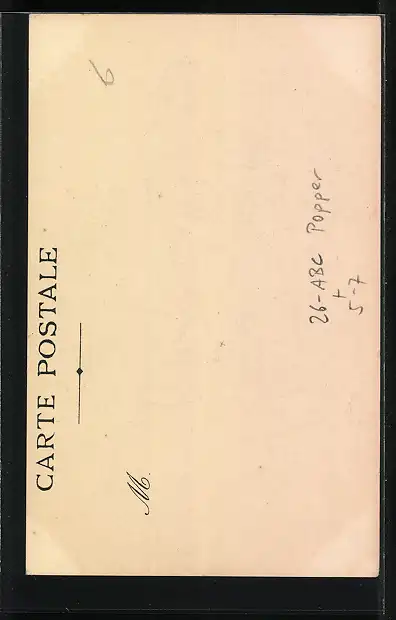 6
CARTE POSTALE
M.
26-ABC Popper
+
5-7